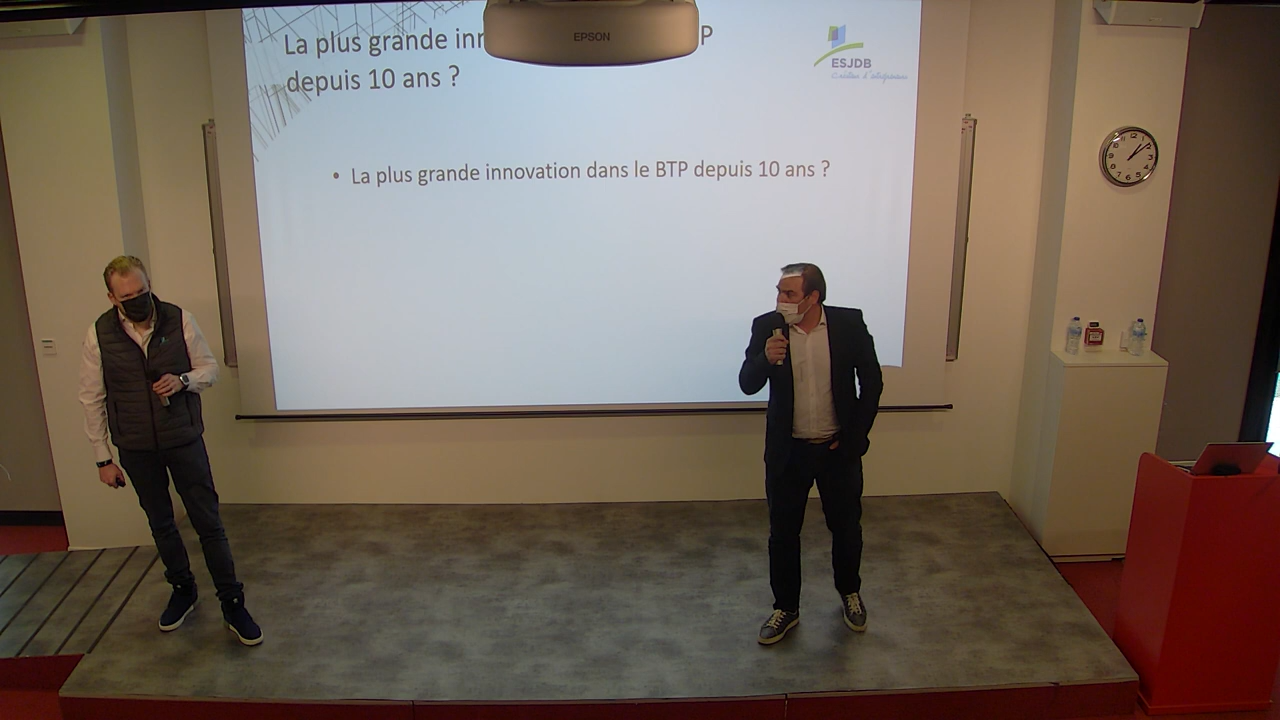 La plus grande inn
P
depuis 10 ans ?
• La plus grande innovation dans le BTP depuis 10 ans ?
EPSON
ESJDB